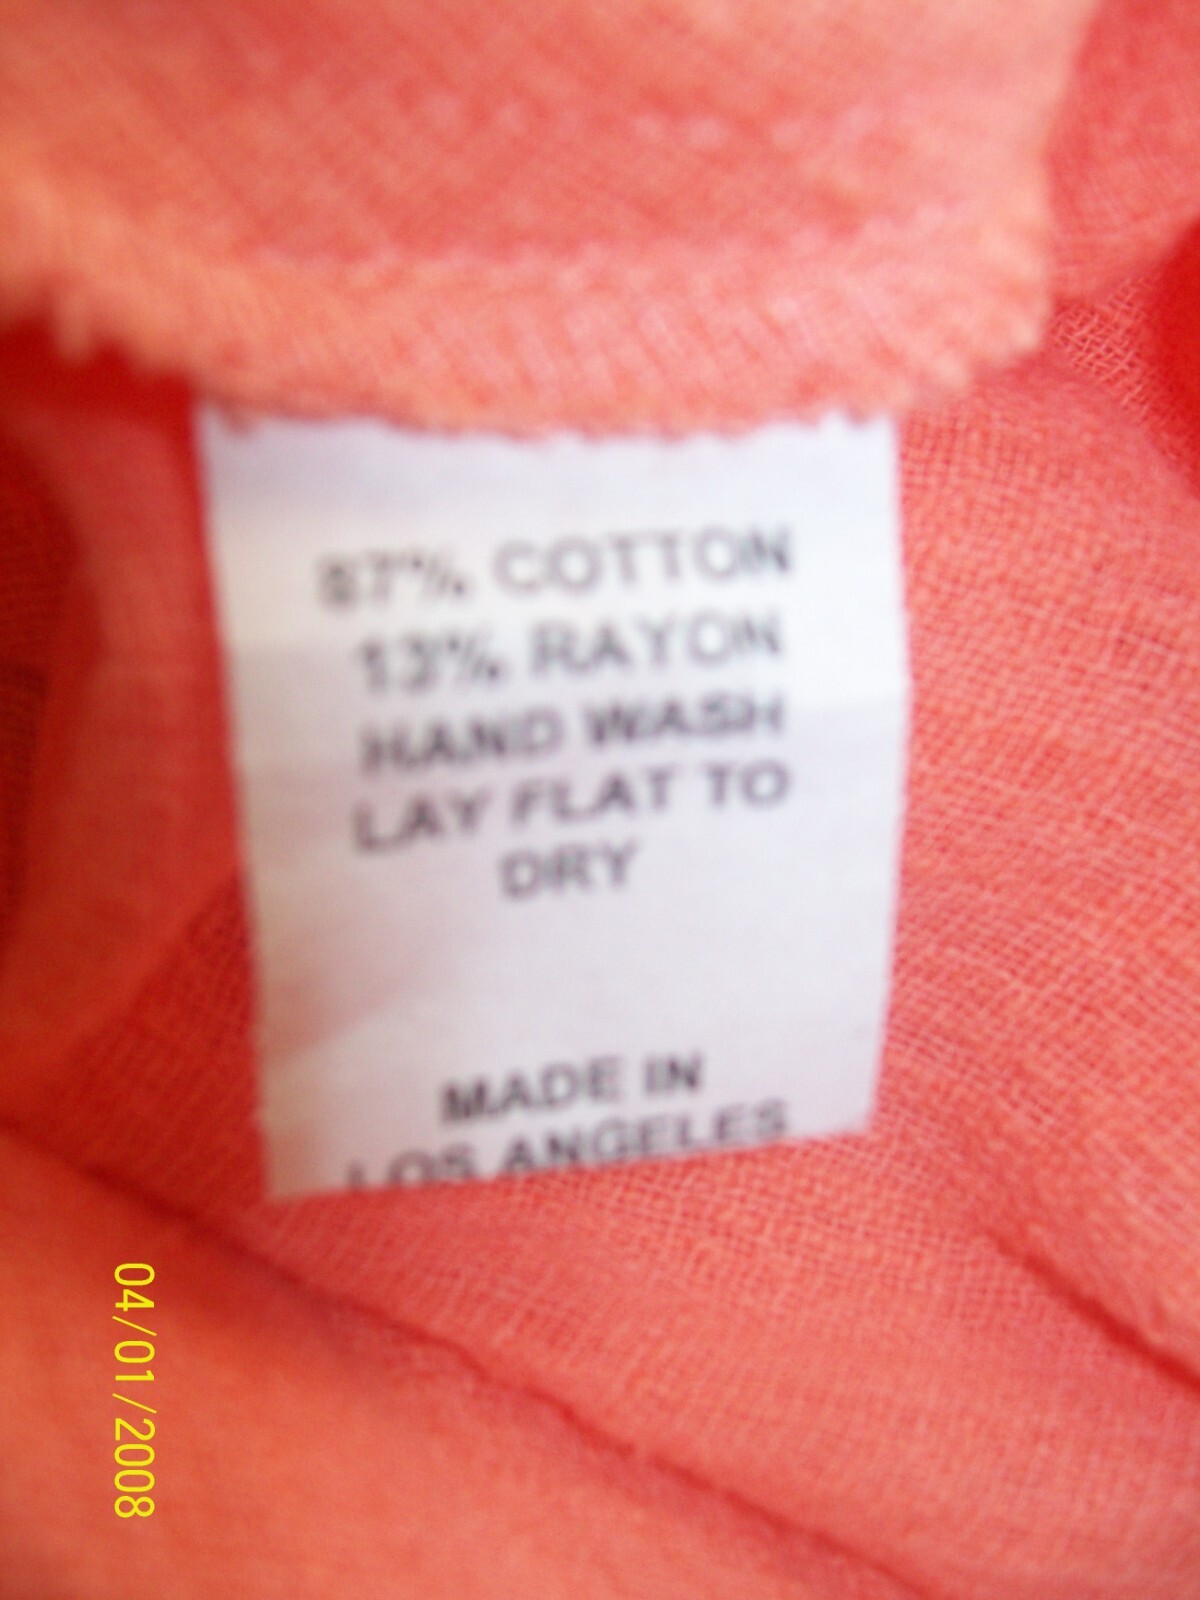 87% COTTON
13% RAYON
HAND WASH
LAY FLAT TO
DRY
MADE IN
LOS ANGELES
04/01/2008